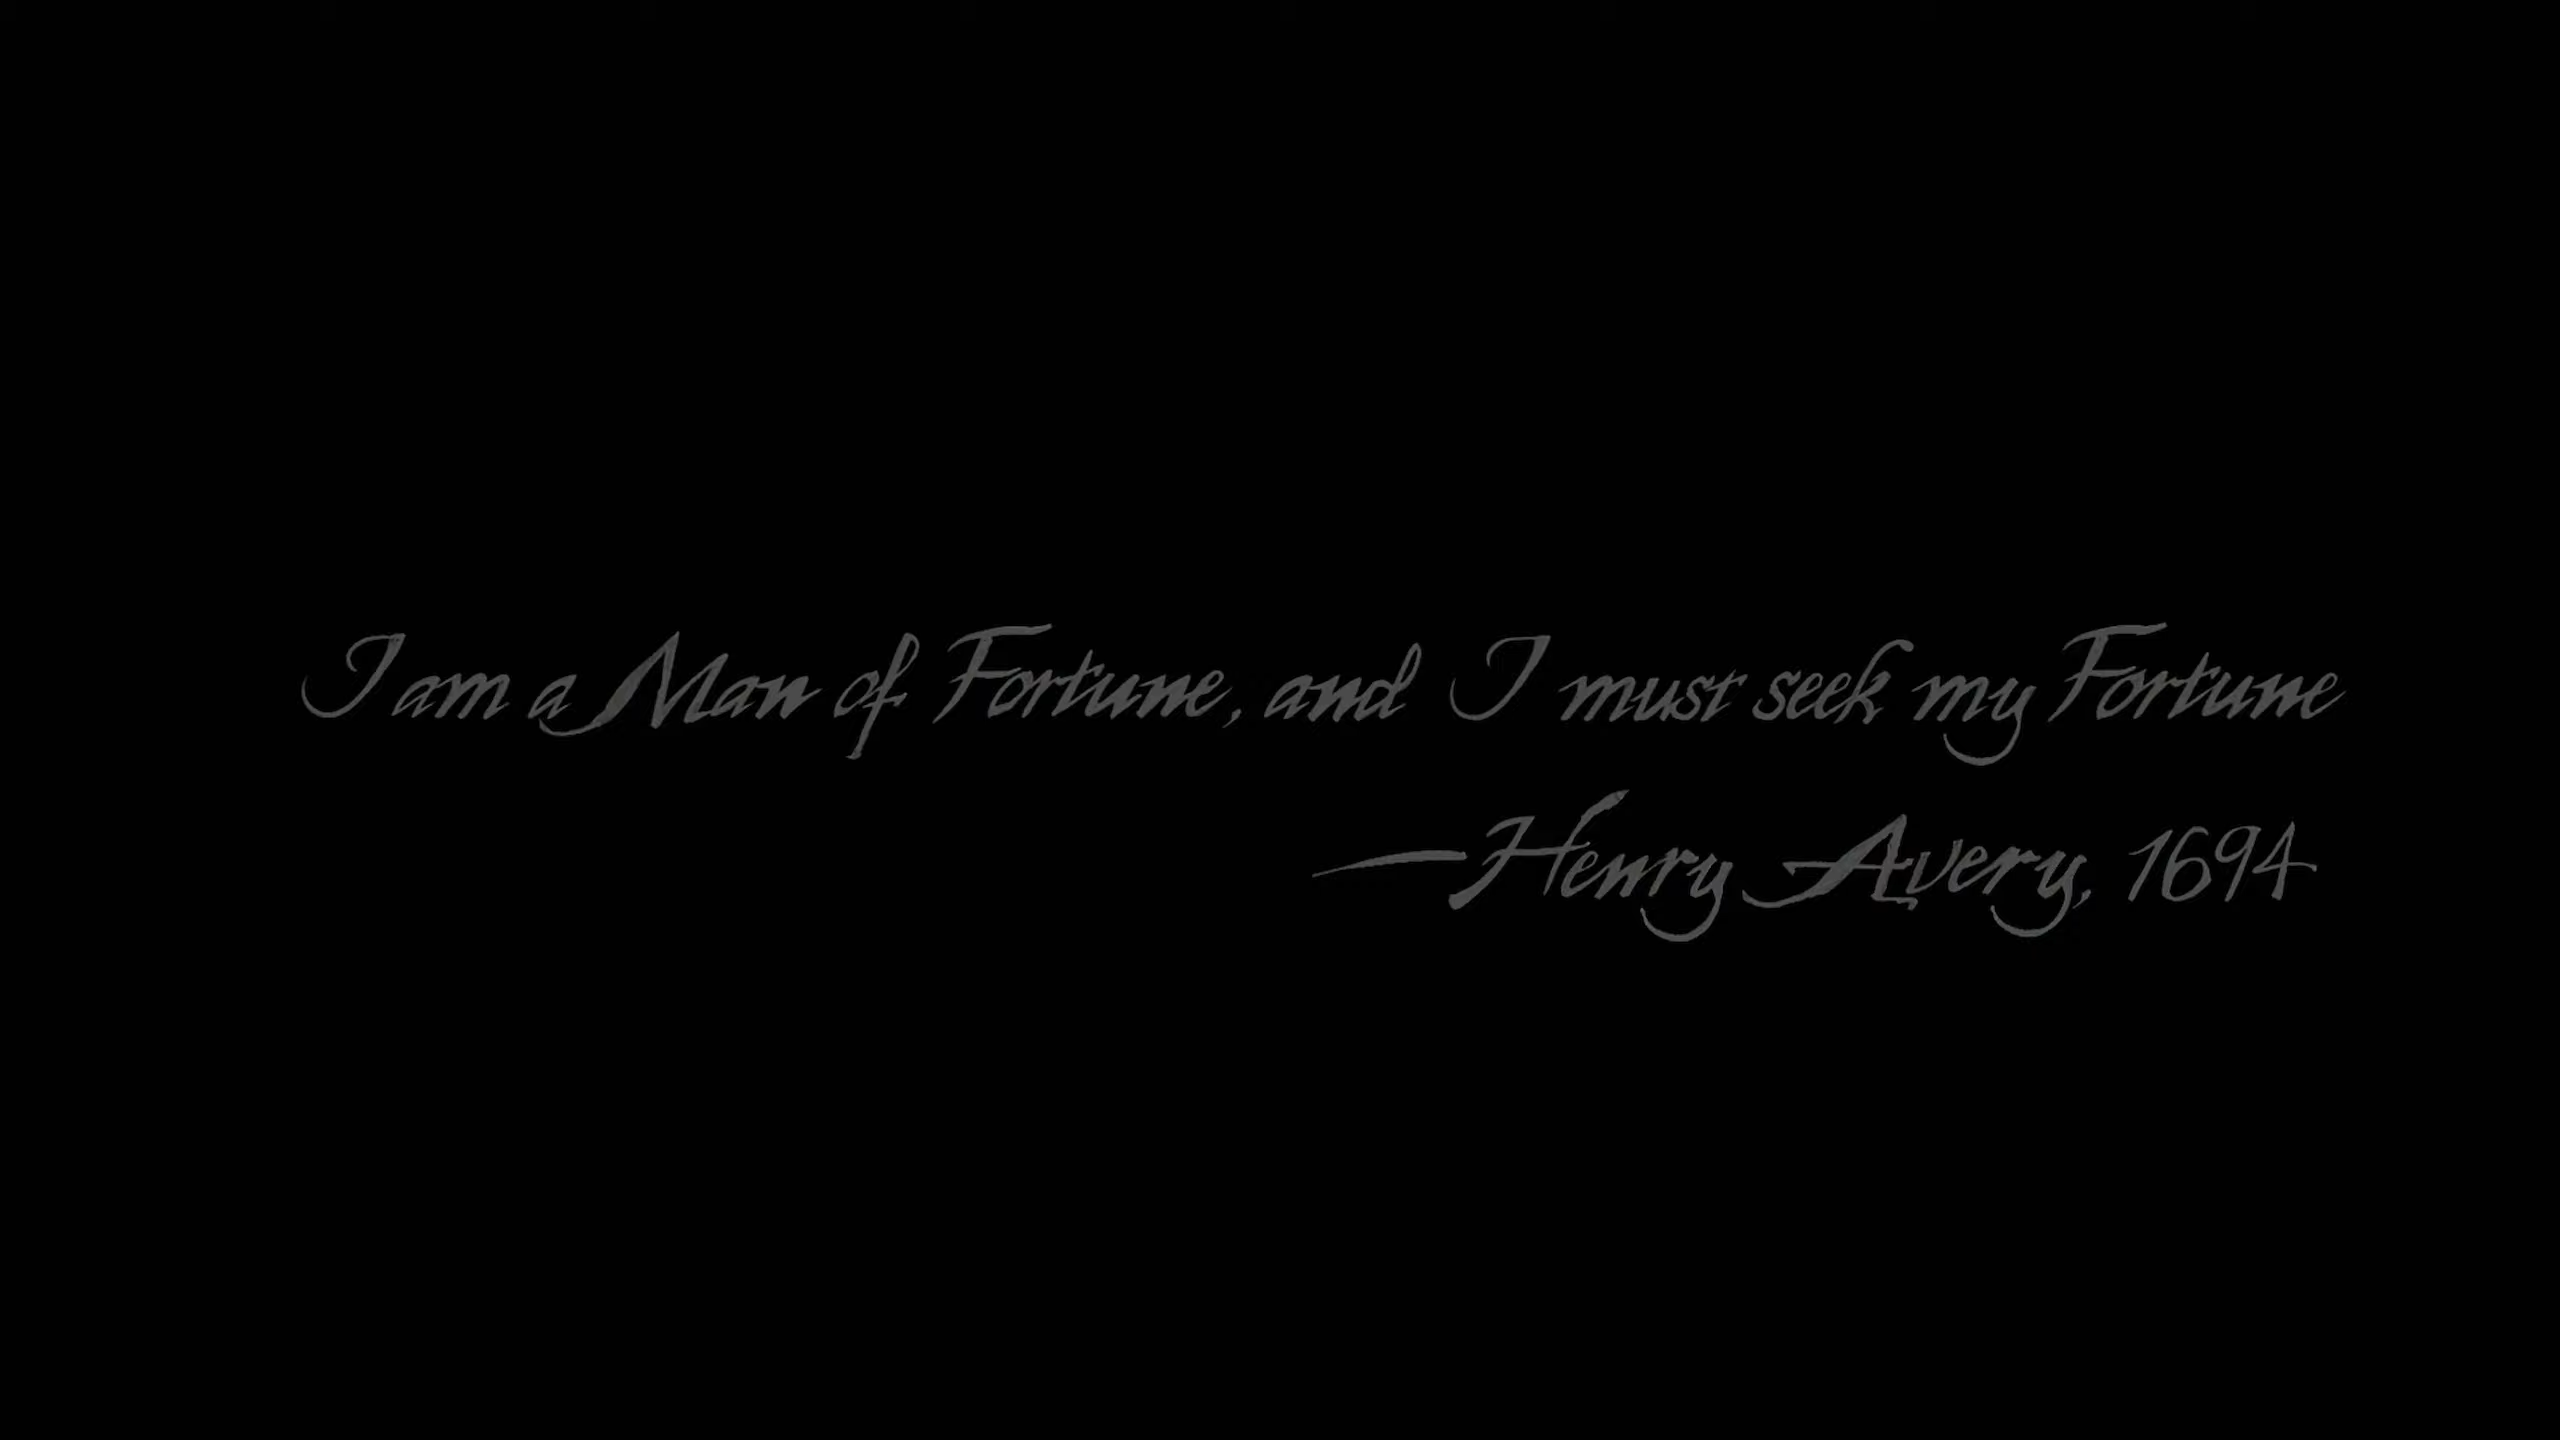 I am a Man of Fortune, and I must seek my Fortune
—Henry Avery, 1694